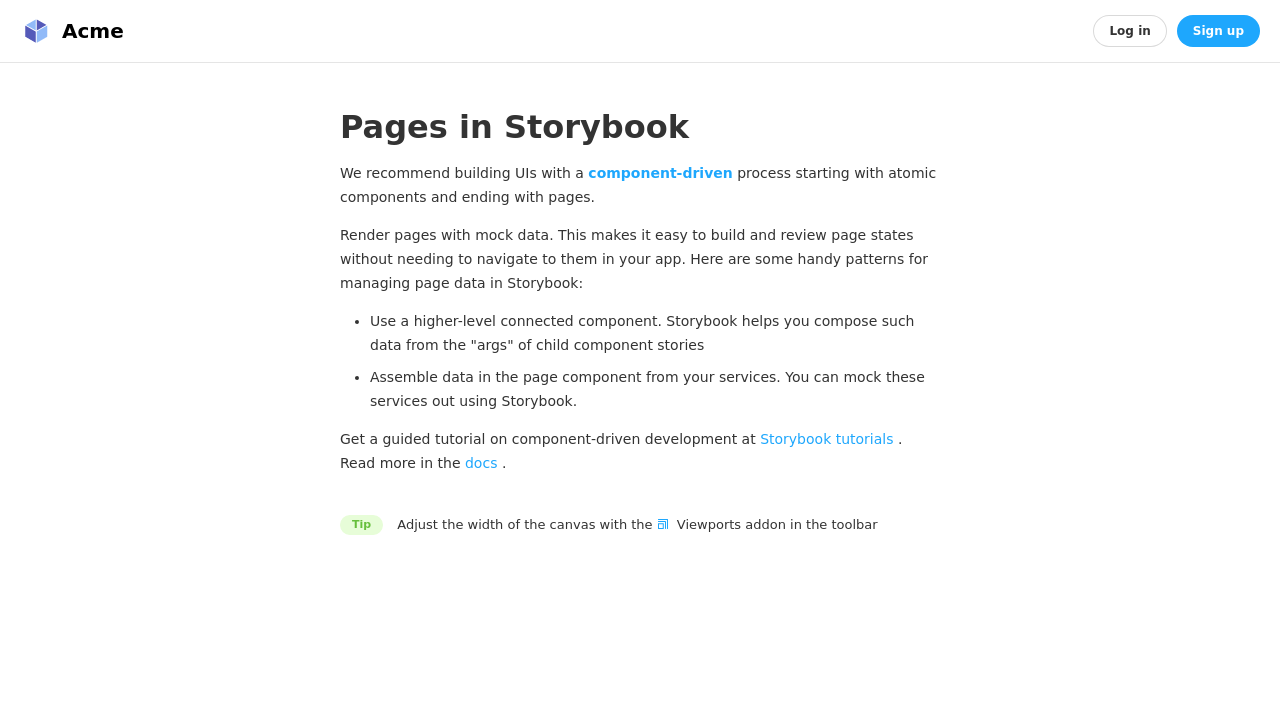 Acme
Log in
Sign up
Pages in Storybook
We recommend building UIs with a component-driven process starting with atomic
components and ending with pages.
Render pages with mock data. This makes it easy to build and review page states
without needing to navigate to them in your app. Here are some handy patterns for
managing page data in Storybook:
• Use a higher-level connected component. Storybook helps you compose such
data from the "args" of child component stories
• Assemble data in the page component from your services. You can mock these
services out using Storybook.
Get a guided tutorial on component-driven development at Storybook tutorials .
Read more in the docs .
Tip Adjust the width of the canvas with the Viewports addon in the toolbar